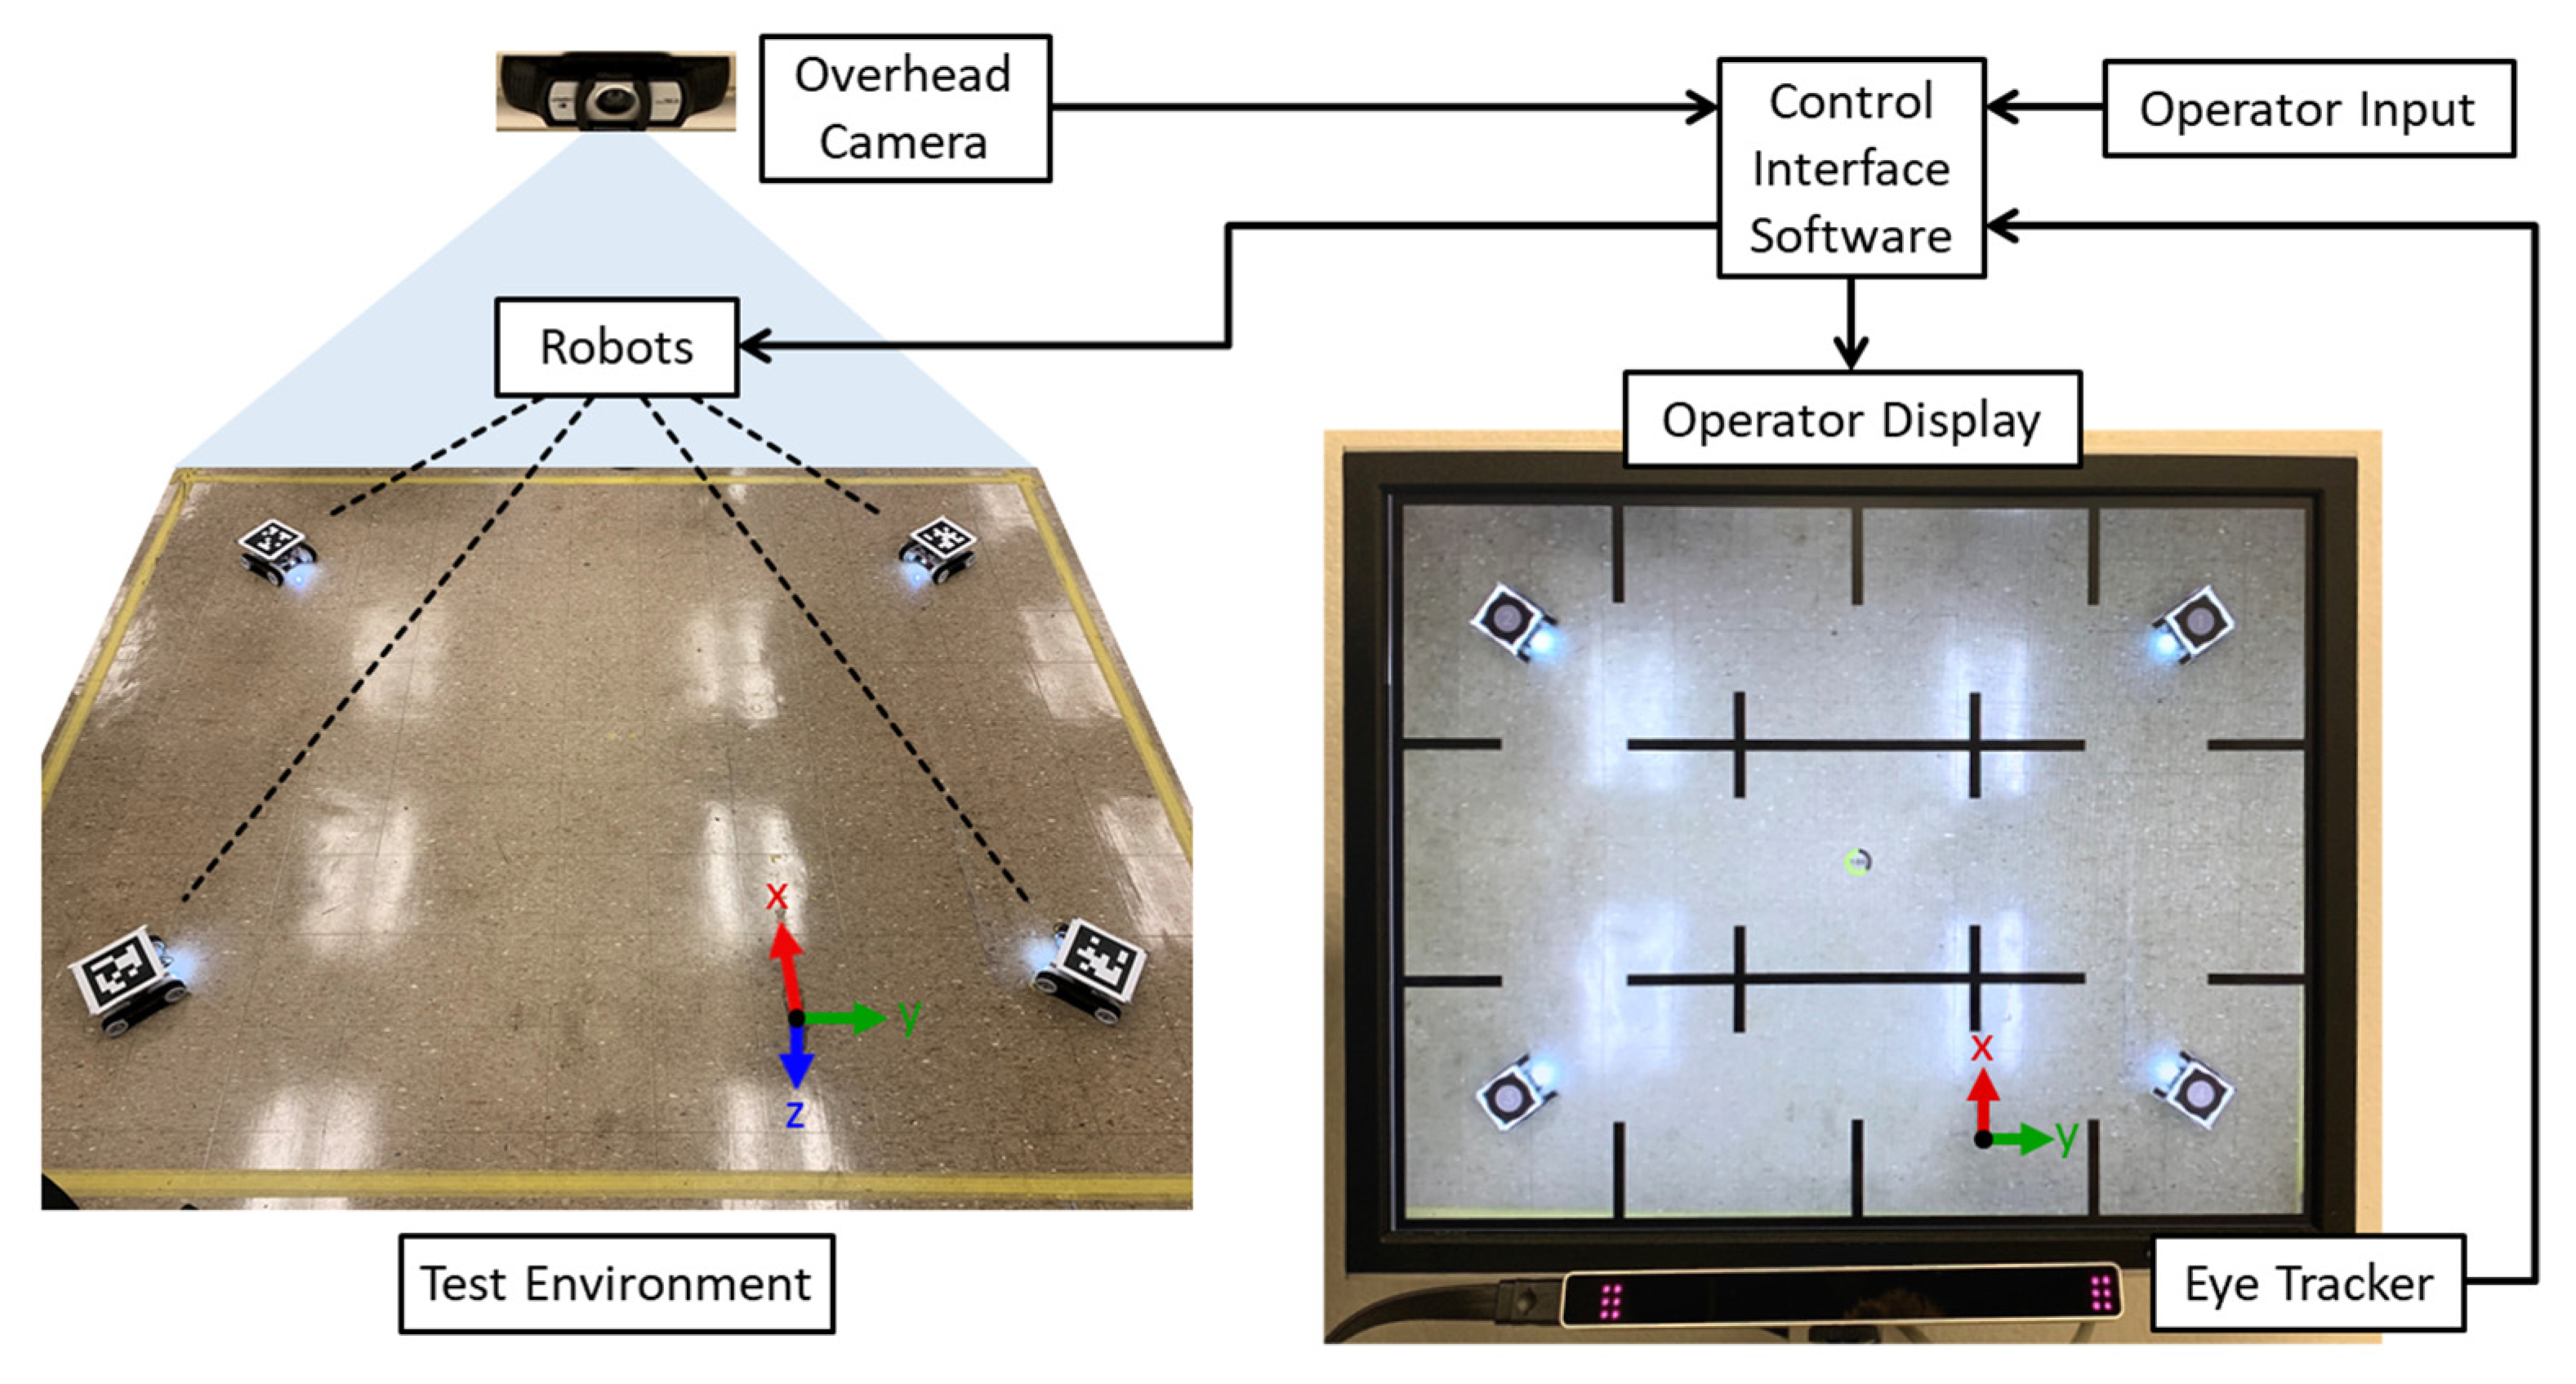 Overhead
Camera
Control
Interface
Software
Operator Input
Robots
Operator Display
x
y
z
x
y
Test Environment
Eye Tracker